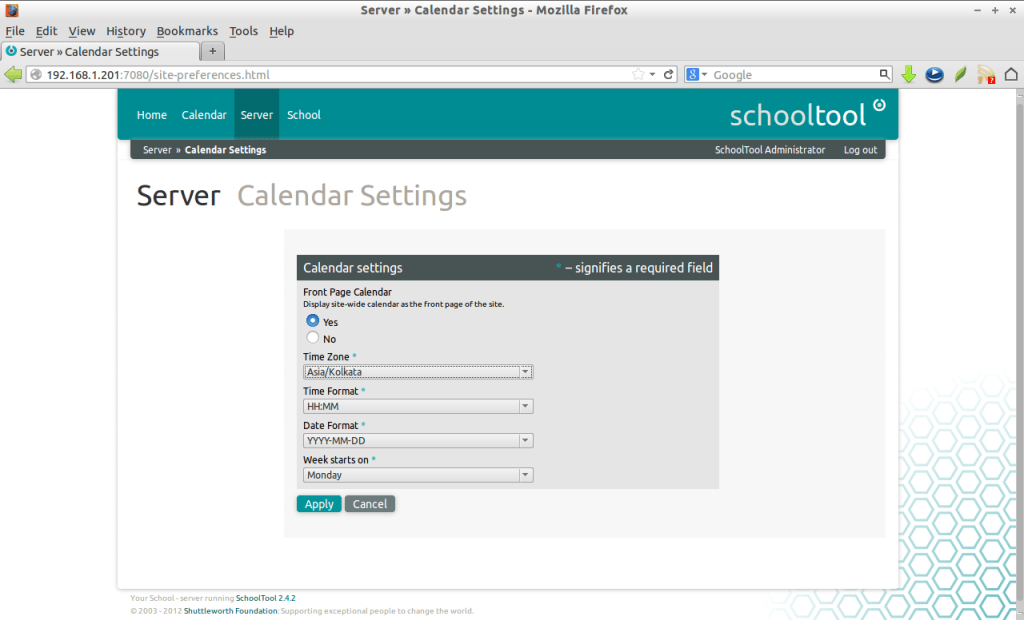 Server » Calendar Settings - Mozilla Firefox
File Edit View History Bookmarks Tools Help
Server » Calendar Settings
192.168.1.201:7080/site-preferences.html Google
Home Calendar Server School schooltool
Server » Calendar Settings SchoolTool Administrator Log out
Server Calendar Settings
Calendar settings * – signifies a required field
Front Page Calendar
Display site-wide calendar as the front page of the site.
Yes
No
Time Zone *
Asia/Kolkata
Time Format *
HH:MM
Date Format *
YYYY-MM-DD
Week starts on *
Monday
Apply Cancel
Your School - server running SchoolTool 2.4.2
© 2003 - 2012 Shuttleworth Foundation: Supporting exceptional people to change the world.